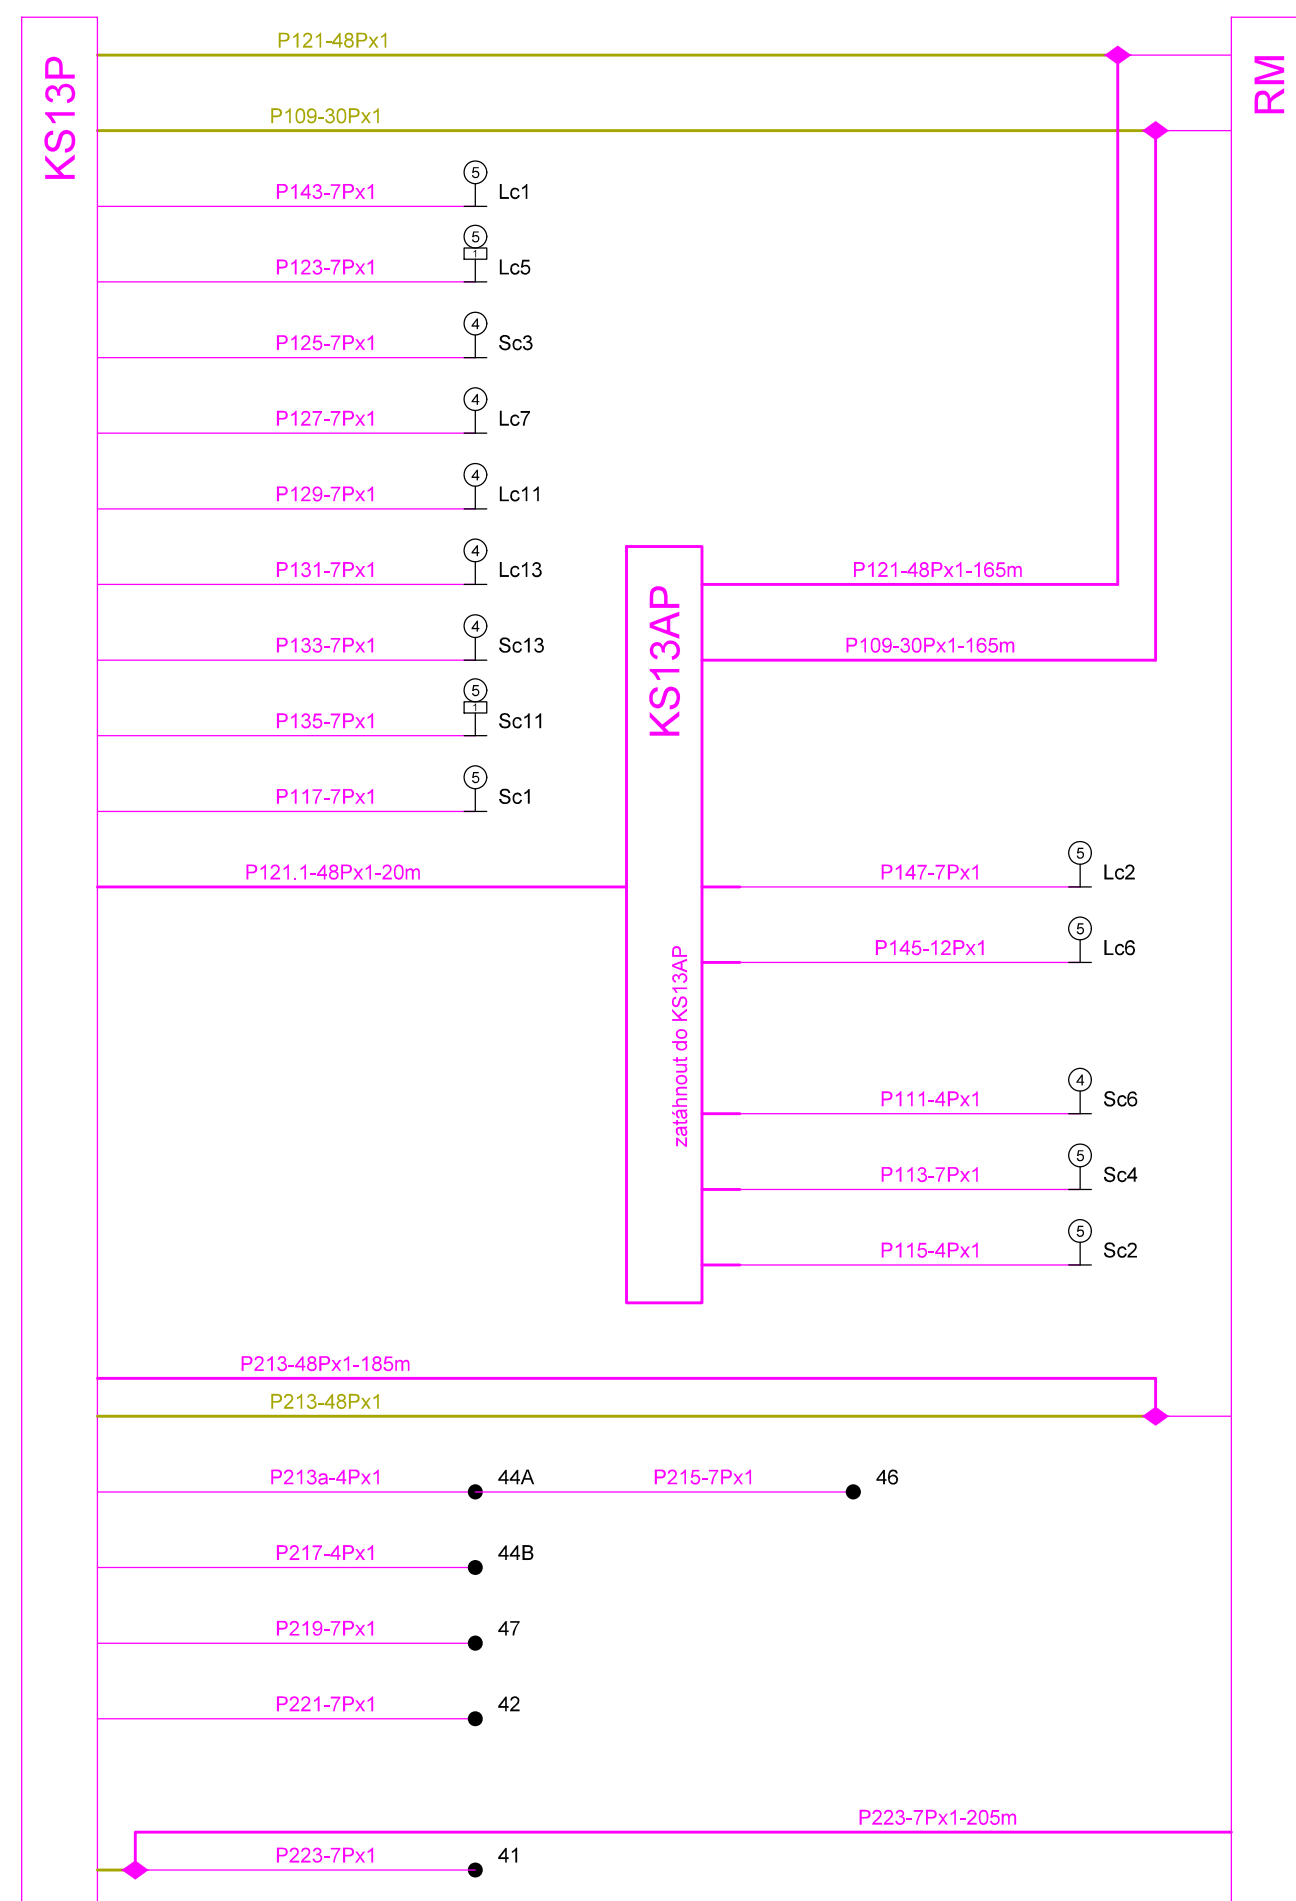 KS13P
RM
P121-48Px1
P109-30Px1
P143-7Px1
5
Lc1
P123-7Px1
5
1
Lc5
P125-7Px1
4
Sc3
P127-7Px1
4
Lc7
P129-7Px1
4
Lc11
P131-7Px1
4
Lc13
P133-7Px1
4
Sc13
P135-7Px1
5
1
Sc11
P117-7Px1
5
Sc1
P121.1-48Px1-20m
KS13AP
zatáhnout do KS13AP
P121-48Px1-165m
P109-30Px1-165m
P147-7Px1
5
Lc2
P145-12Px1
5
Lc6
P111-4Px1
4
Sc6
P113-7Px1
5
Sc4
P115-4Px1
5
Sc2
P213-48Px1-185m
P213-48Px1
P213a-4Px1
44A
P215-7Px1
46
P217-4Px1
44B
P219-7Px1
47
P221-7Px1
42
P223-7Px1-205m
P223-7Px1
41